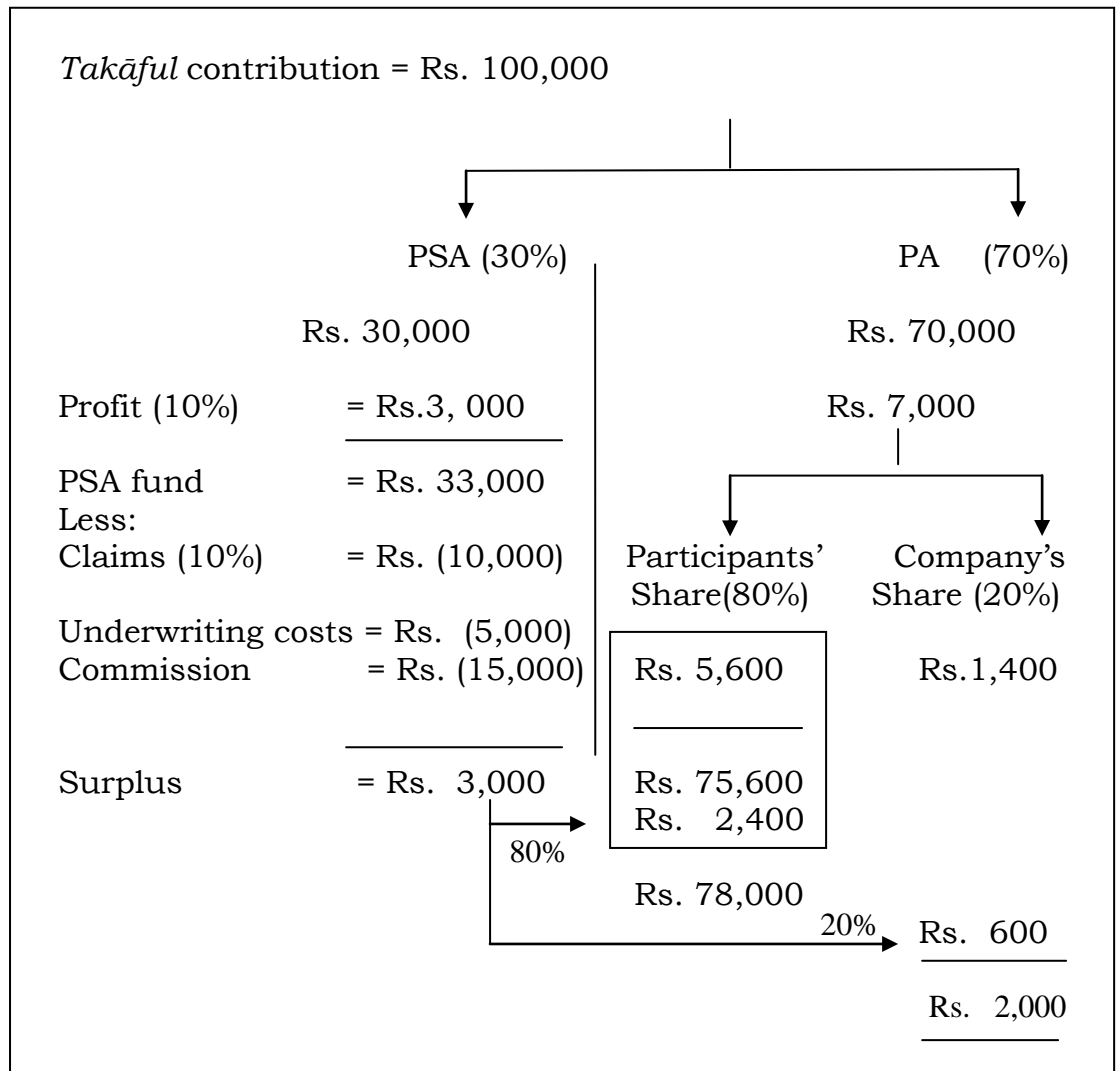 Takāful contribution = Rs. 100,000
PSA (30%) PA (70%)
Rs. 30,000 Rs. 70,000
Profit (10%) = Rs.3, 000 Rs. 7,000
PSA fund = Rs. 33,000
Less:
Claims (10%) = Rs. (10,000) Participants’ Company’s
Share(80%) Share (20%)
Underwriting costs = Rs. (5,000)
Commission = Rs. (15,000) Rs. 5,600 Rs.1,400
Surplus = Rs. 3,000 Rs. 75,600
Rs. 2,400
80%
Rs. 78,000
20% Rs. 600
Rs. 2,000